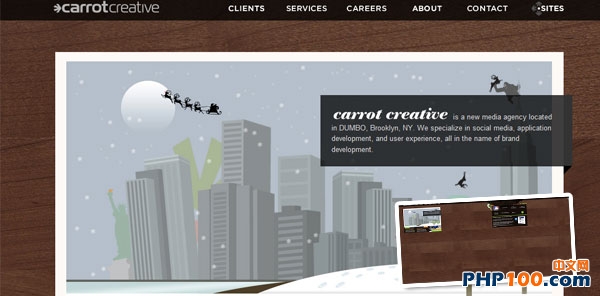 carrotcreative
CLIENTS SERVICES CAREERS ABOUT CONTACT SITES
carrot creative is a new media agency located
in DUMBO, Brooklyn, NY. We specialize in social media, application
development, and user experience, all in the name of brand
development.
中文网
PHP100.com